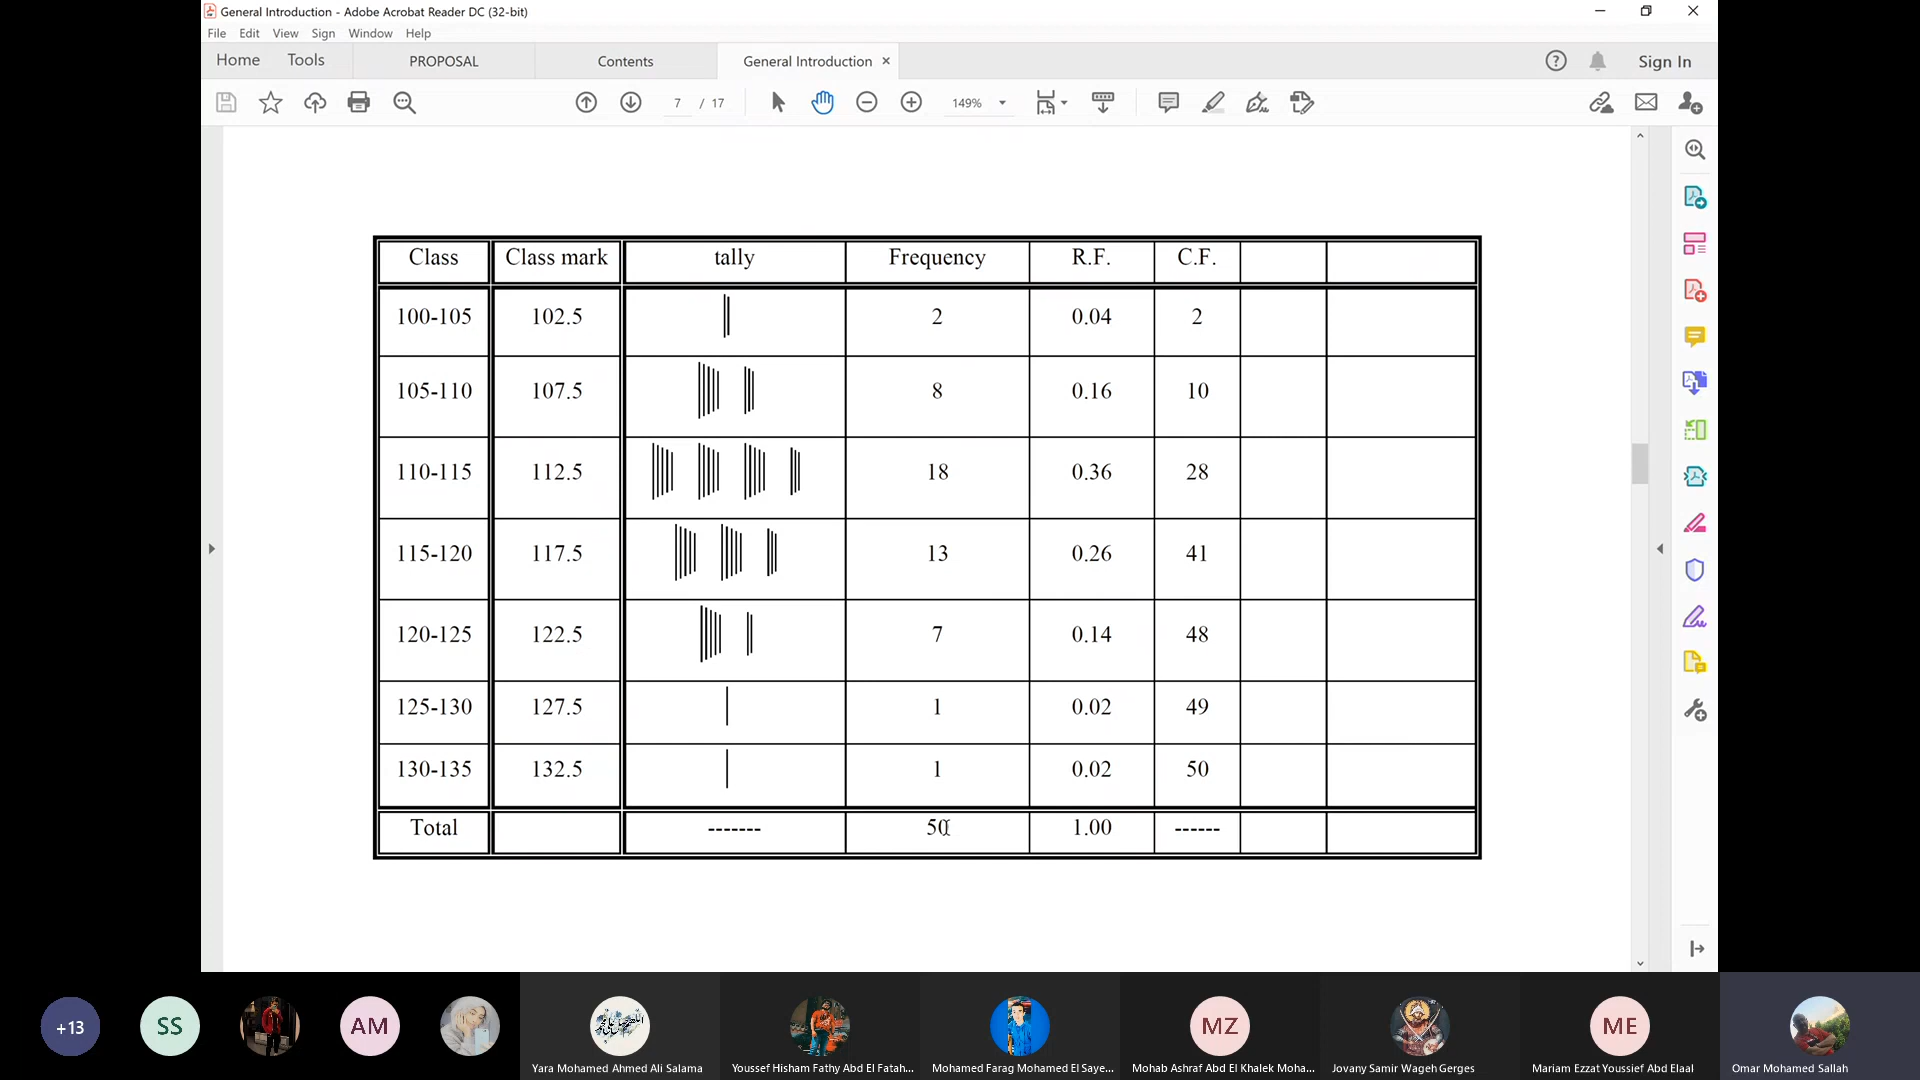 General Introduction - Adobe Acrobat Reader DC (32-bit)
File Edit View Sign Window Help
Home Tools PROPOSAL Contents General Introduction × Sign In
7 / 17 149%
Class Class mark tally Frequency R.F. C.F.
100-105 102.5 2 0.04 2
105-110 107.5 8 0.16 10
110-115 112.5 18 0.36 28
115-120 117.5 13 0.26 41
120-125 122.5 7 0.14 48
125-130 127.5 1 0.02 49
130-135 132.5 1 0.02 50
Total ------- 50 1.00 ------
+13 SS AM MZ ME
Yara Mohamed Ahmed Ali Salama Youssef Hisham Fathy Abd El Fatah... Mohamed Farag Mohamed El Saye... Mohab Ashraf Abd El Khalek Moha... Jovany Samir Wageh Gerges Mariam Ezzat Youssief Abd Elaal Omar Mohamed Sallah